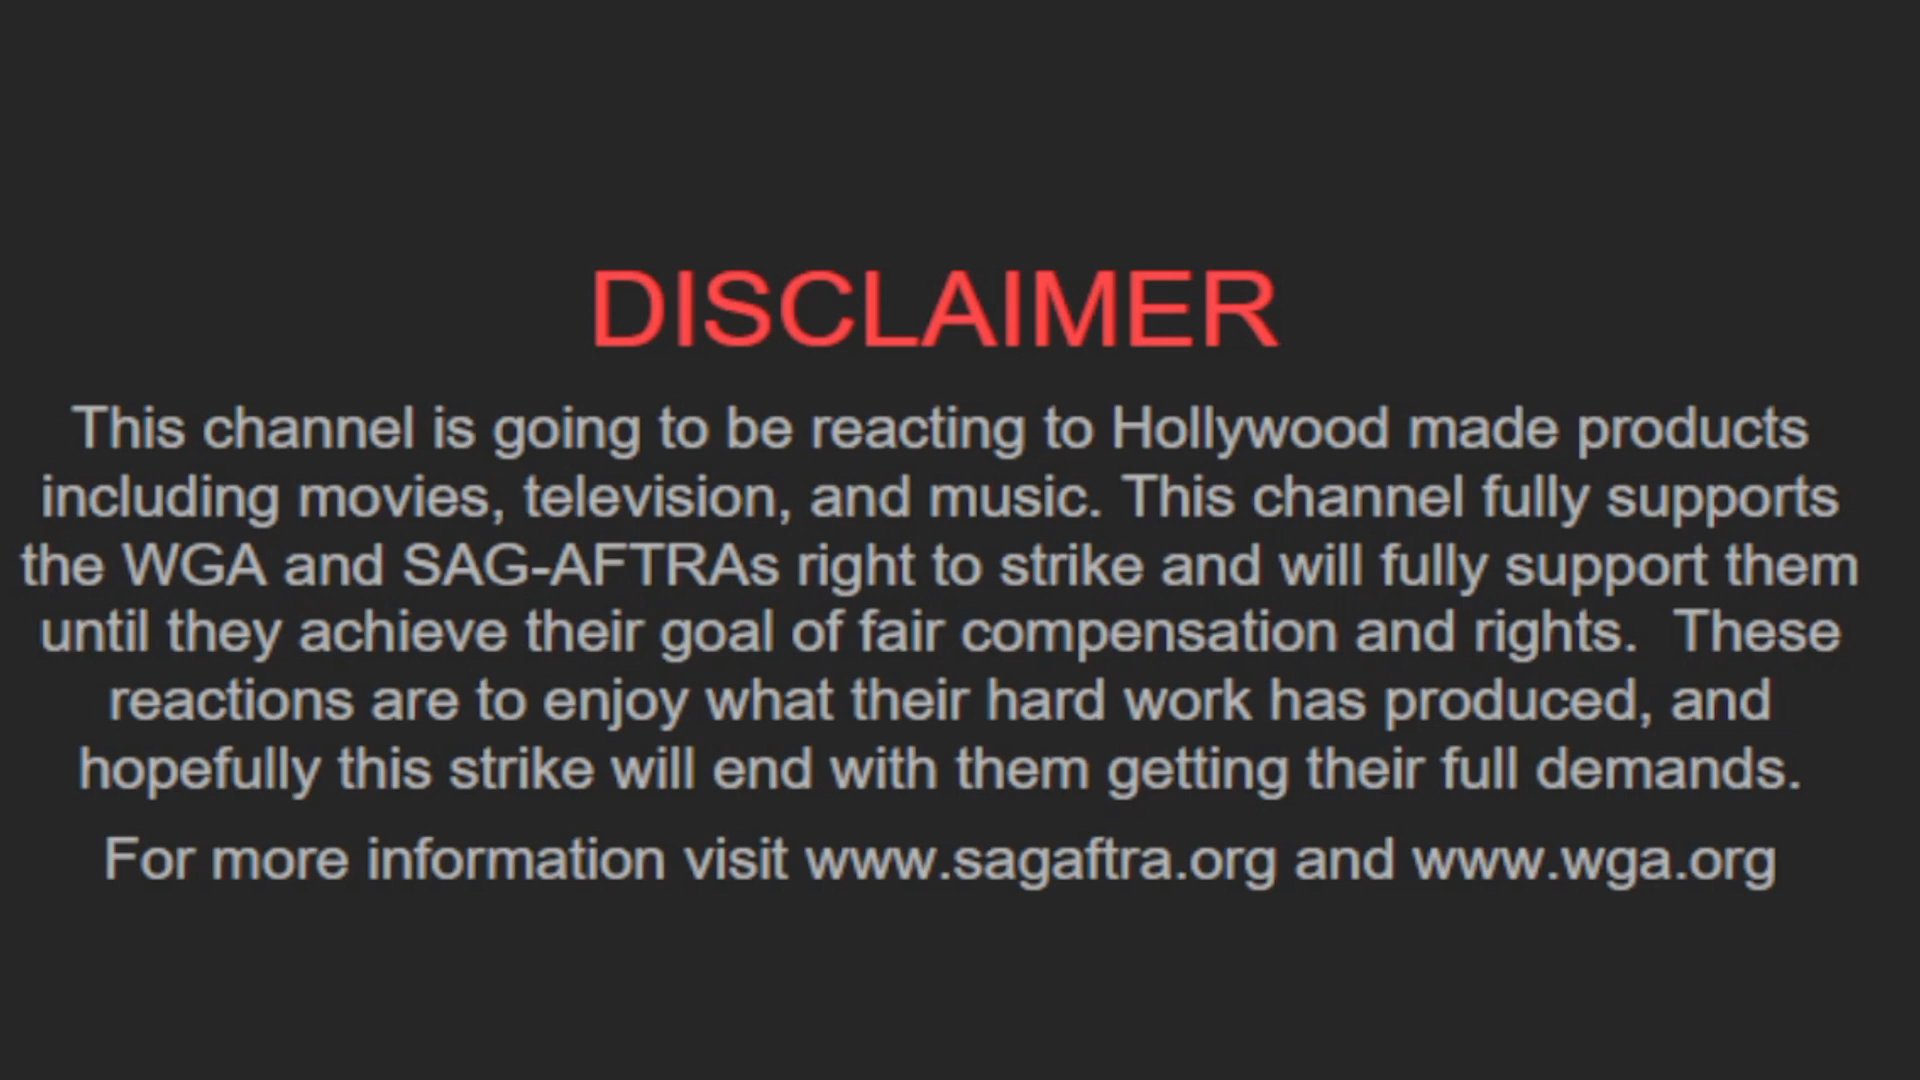 DISCLAIMER
This channel is going to be reacting to Hollywood made products
including movies, television, and music. This channel fully supports
the WGA and SAG-AFTRAs right to strike and will fully support them
until they achieve their goal of fair compensation and rights.  These
reactions are to enjoy what their hard work has produced, and
hopefully this strike will end with them getting their full demands.
For more information visit www.sagaftra.org and www.wga.org